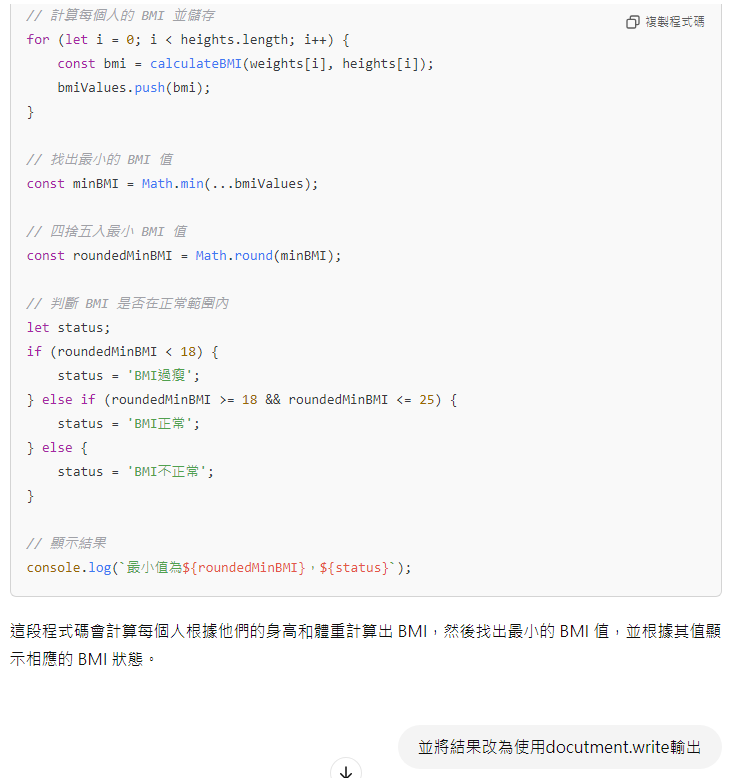 // 計算每個人的 BMI 並儲存
複製程式碼
for (let i = 0; i < heights.length; i++) {
    const bmi = calculateBMI(weights[i], heights[i]);
    bmiValues.push(bmi);
}
// 找出最小的 BMI 值
const minBMI = Math.min(...bmiValues);
// 四捨五入最小 BMI 值
const roundedMinBMI = Math.round(minBMI);
// 判斷 BMI 是否在正常範圍內
let status;
if (roundedMinBMI < 18) {
    status = 'BMI過瘦';
} else if (roundedMinBMI >= 18 && roundedMinBMI <= 25) {
    status = 'BMI正常';
} else {
    status = 'BMI不正常';
}
// 顯示結果
console.log(`最小值為${roundedMinBMI}，${status}`);
這段程式碼會計算每個人根據他們的身高和體重計算出 BMI，然後找出最小的 BMI 值，並根據其值顯
示相應的 BMI 狀態。
並將結果改為使用docutment.write輸出